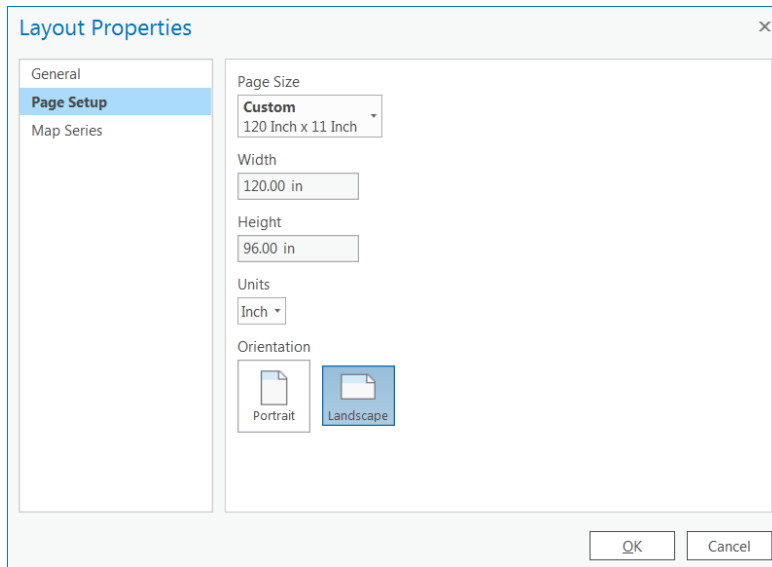 Layout Properties
General
Page Setup
Map Series
Page Size
Custom
120 Inch x 11 Inch
Width
120.00 in
Height
96.00 in
Units
Inch
Orientation
Portrait
Landscape
OK
Cancel